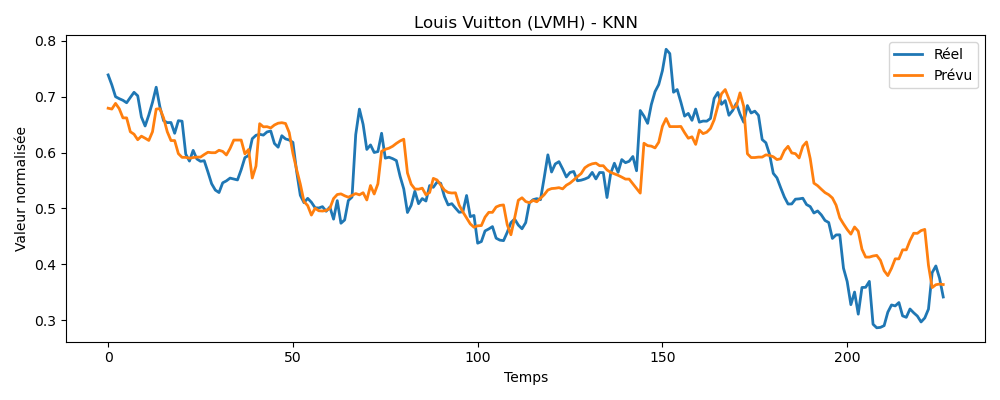 Louis Vuitton (LVMH) - KNN
Réel
Prévu
Valeur normalisée
0.8
0.7
0.6
0.5
0.4
0.3
0 50 100 150 200
Temps